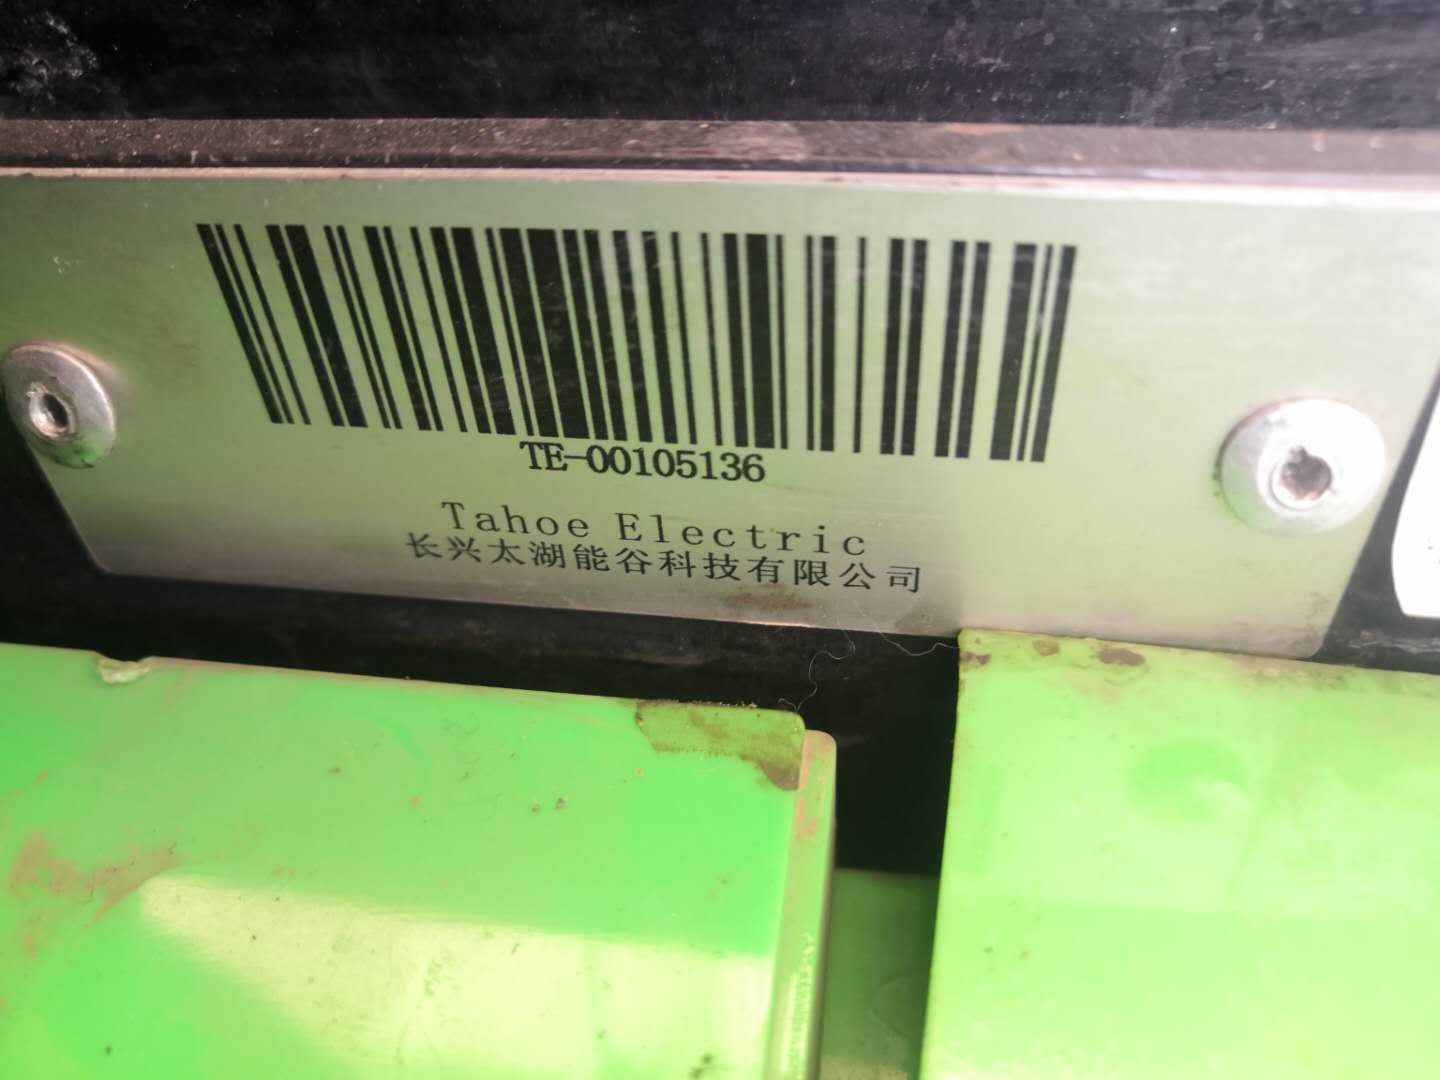 TE-00105136
Tahoe Electric
长兴太湖能谷科技有限公司